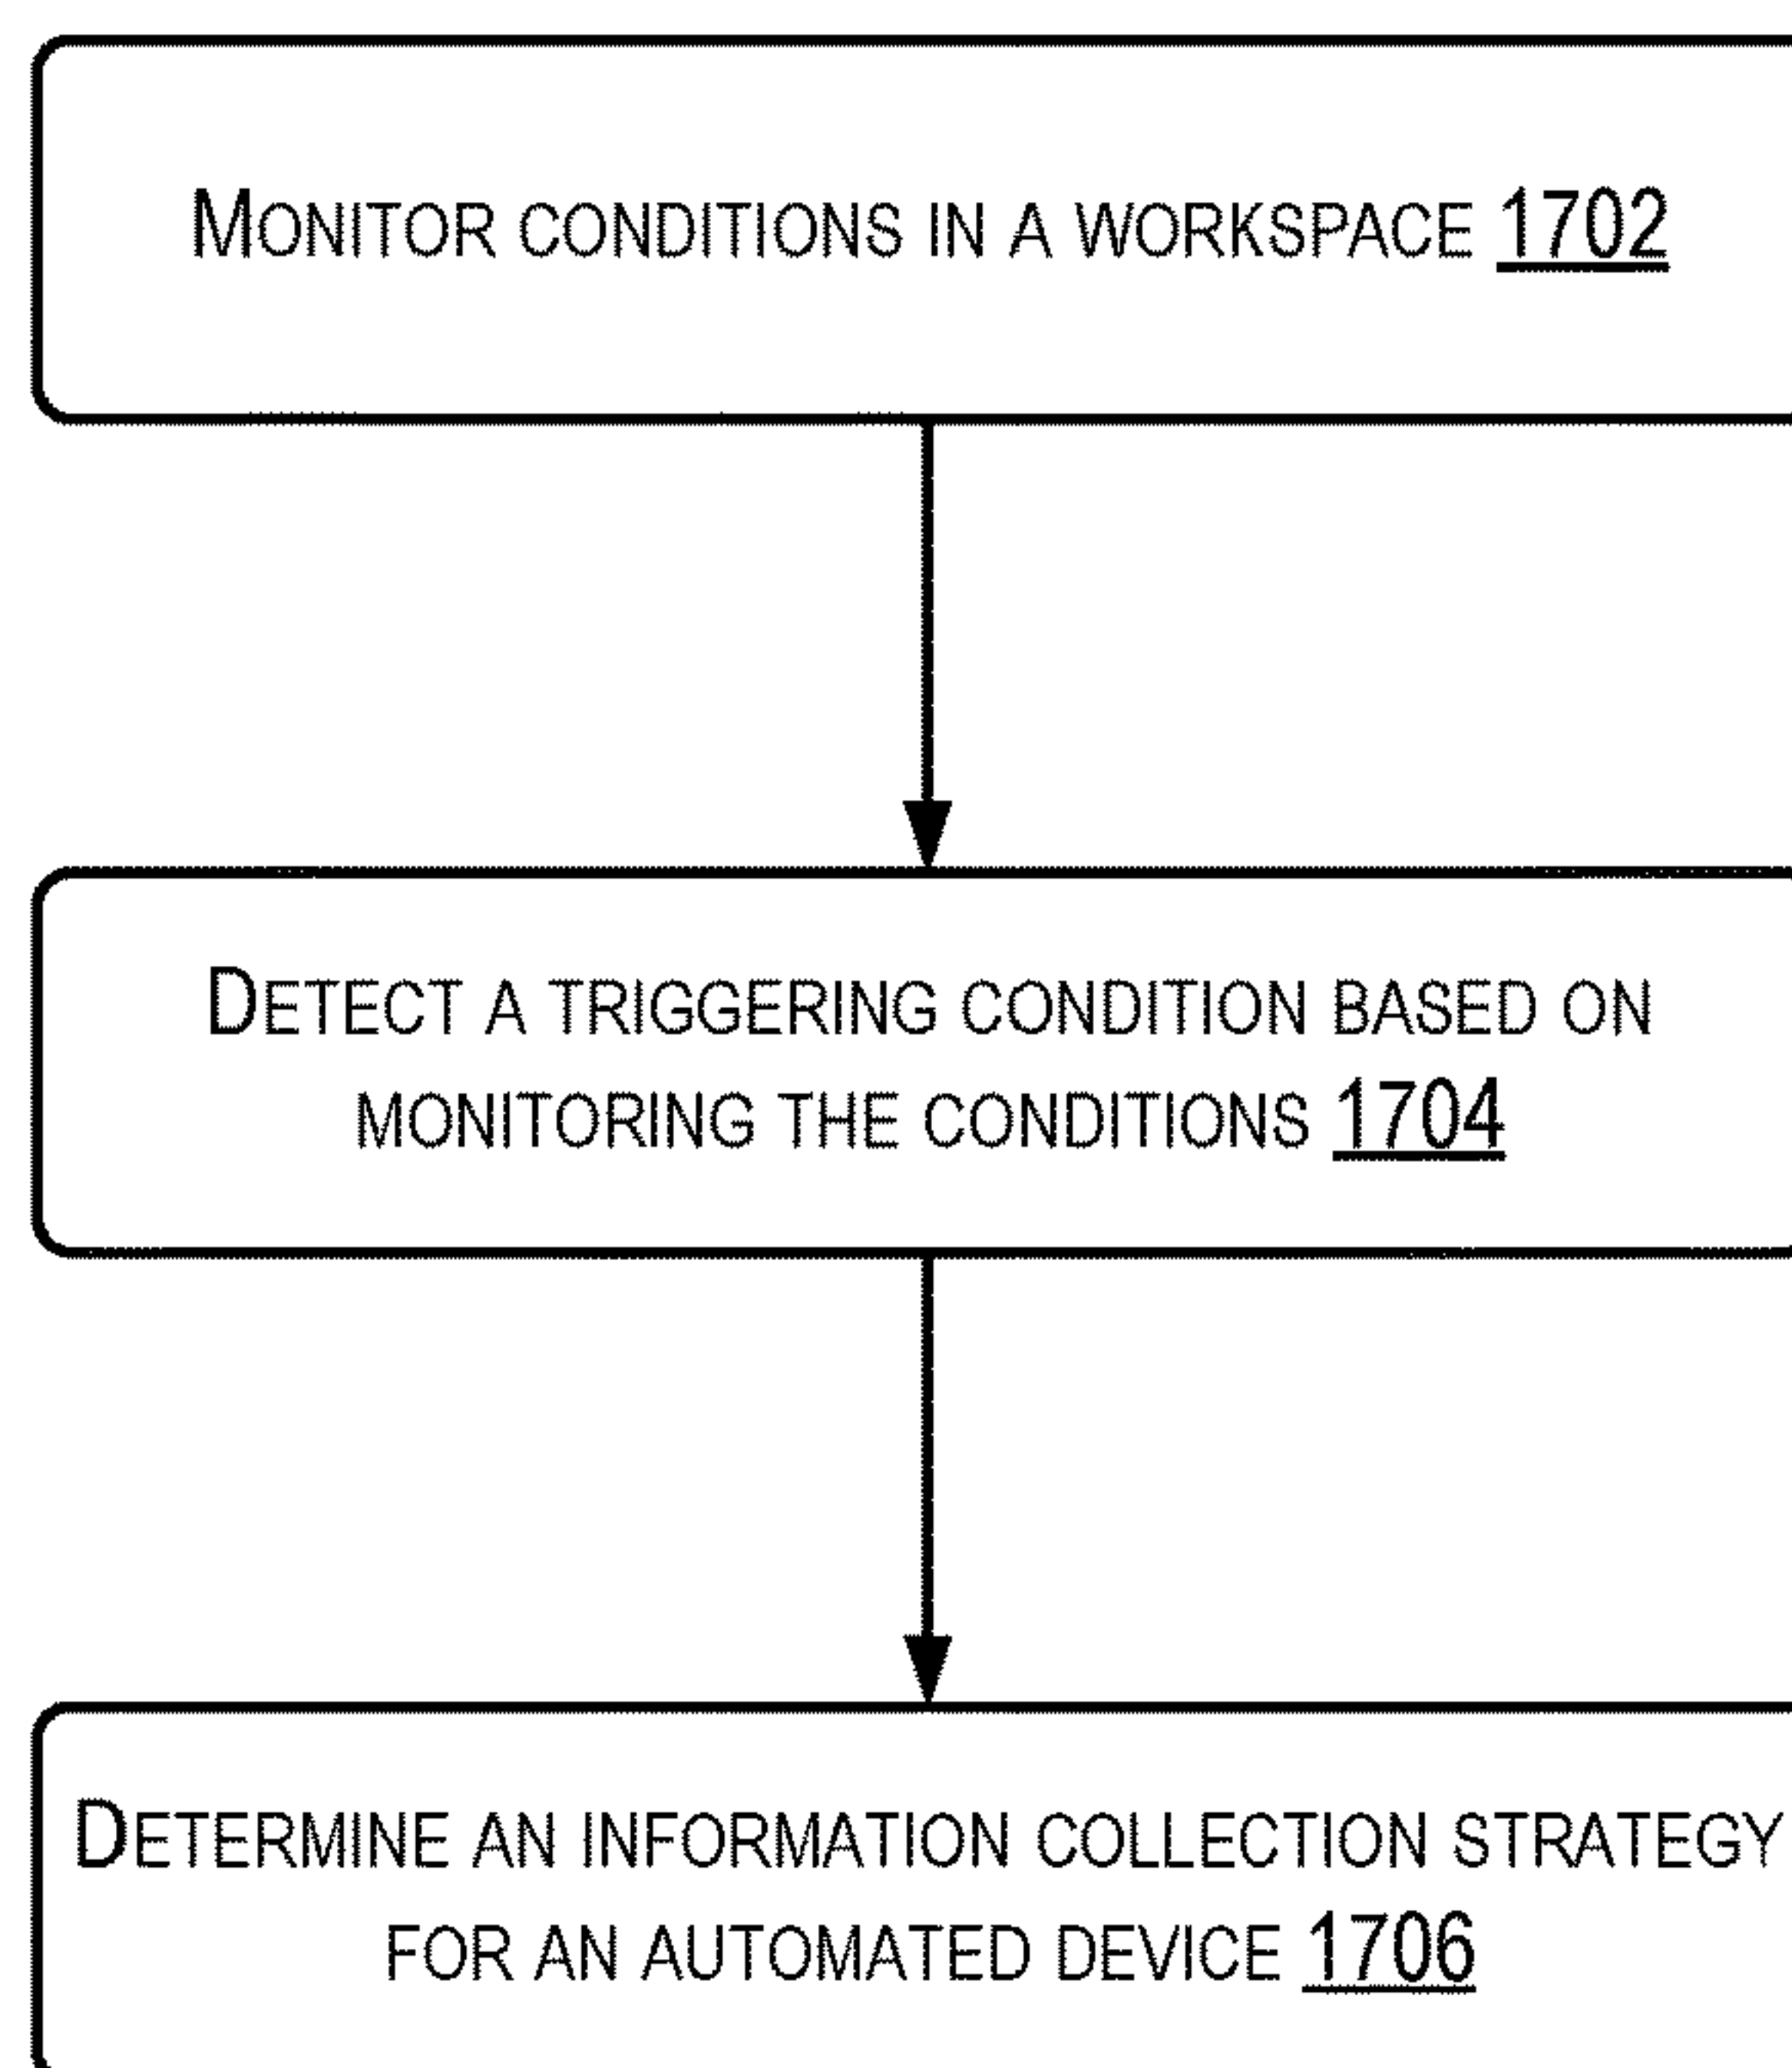 MONITOR CONDITIONS IN A WORKSPACE 1702
DETECT A TRIGGERING CONDITION BASED ON
MONITORING THE CONDITIONS 1704
DETERMINE AN INFORMATION COLLECTION STRATEGY
FOR AN AUTOMATED DEVICE 1706